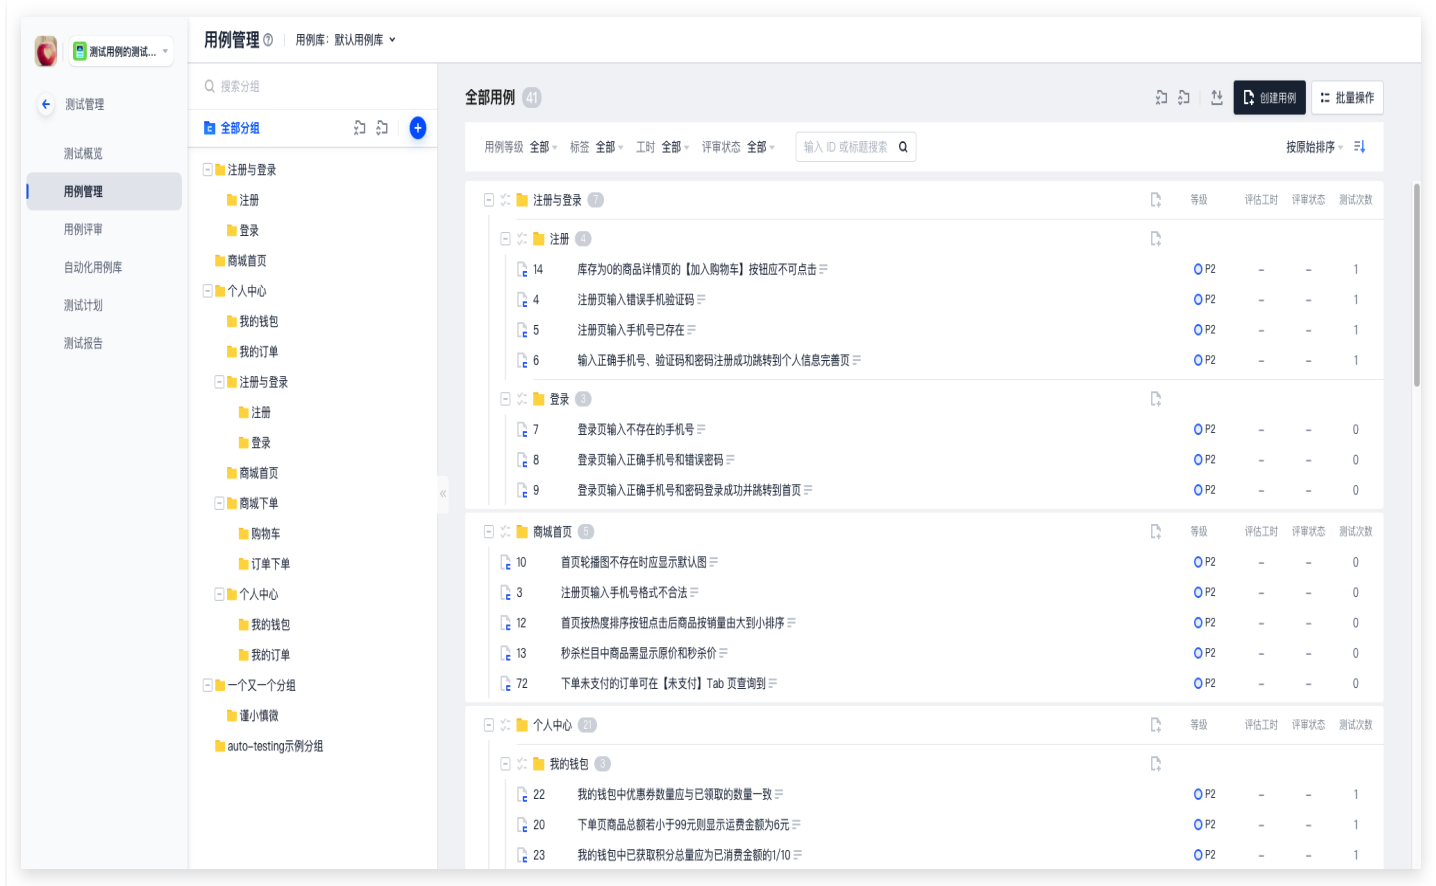 测试用例的测试...
用例管理
用例库：默认用例库
测试管理
测试概览
用例管理
用例评审
自动化用例库
测试计划
测试报告
搜索分组
全部分组
注册与登录
注册
登录
商城首页
个人中心
我的钱包
我的订单
注册与登录
注册
登录
商城首页
商城下单
购物车
订单下单
个人中心
我的钱包
我的订单
一个又一个分组
谨小慎微
auto-testing示例分组
全部用例 41
创建用例
批量操作
用例等级 全部 标签 全部 工时 全部 评审状态 全部 输入 ID 或标题搜索 按原始排序
注册与登录 7 等级 评估工时 评审状态 测试次数
注册 4
14 库存为0的商品详情页的【加入购物车】按钮应不可点击 P2 - - 1
4 注册页输入错误手机验证码 P2 - - 1
5 注册页输入手机号已存在 P2 - - 1
6 输入正确手机号、验证码和密码注册成功跳转到个人信息完善页 P2 - - 1
登录 3
7 登录页输入不存在的手机号 P2 - - 0
8 登录页输入正确手机号和错误密码 P2 - - 0
9 登录页输入正确手机号和密码登录成功并跳转到首页 P2 - - 0
商城首页 5 等级 评估工时 评审状态 测试次数
10 首页轮播图不存在时应显示默认图 P2 - - 0
3 注册页输入手机号格式不合法 P2 - - 0
12 首页按热度排序按钮点击后商品按销量由大到小排序 P2 - - 0
13 秒杀栏目中商品需显示原价和秒杀价 P2 - - 0
72 下单未支付的订单可在【未支付】Tab 页查询到 P2 - - 0
个人中心 21 等级 评估工时 评审状态 测试次数
我的钱包 3
22 我的钱包中优惠券数量应与已领取的数量一致 P2 - - 1
20 下单页商品总额若小于99元则显示运费金额为6元 P2 - - 1
23 我的钱包中已获取积分总量应为已消费金额的1/10 P2 - - 1